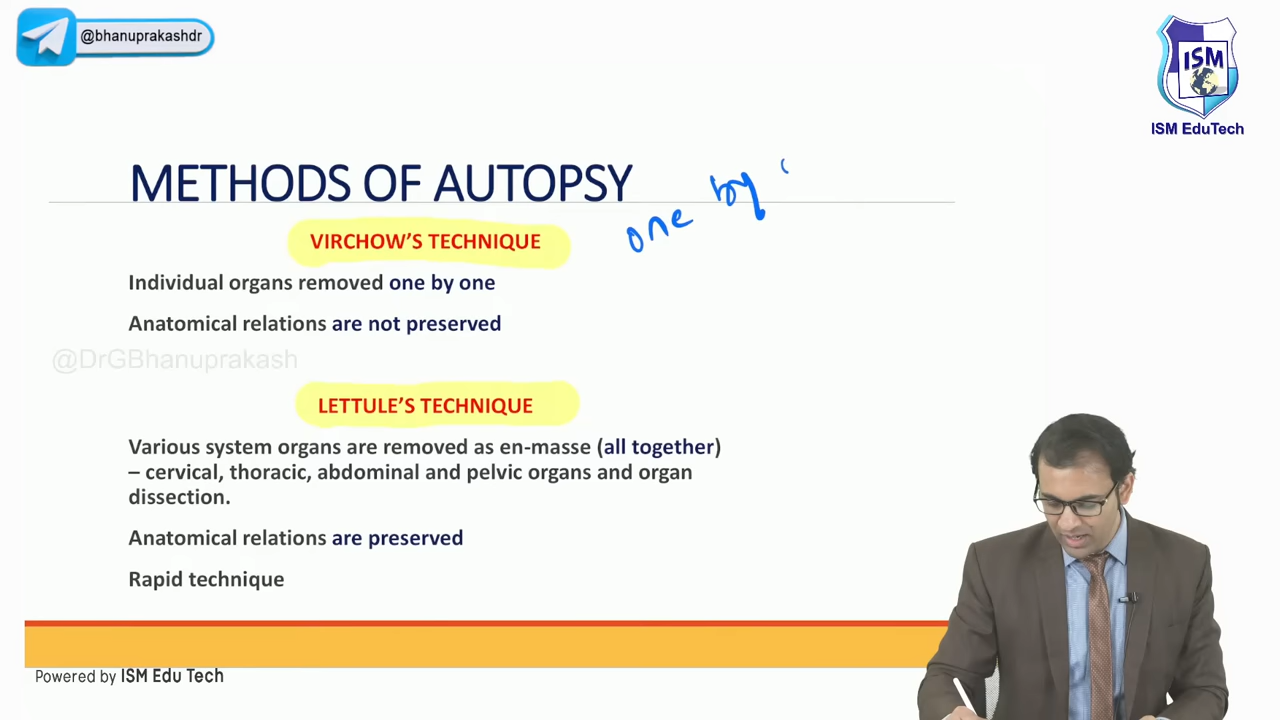 @bhanuprakashdr
ISM
ISM EduTech
METHODS OF AUTOPSY
one by
VIRCHOW'S TECHNIQUE
Individual organs removed one by one
Anatomical relations are not preserved
@DrGBhanuprakash
LETTULE'S TECHNIQUE
Various system organs are removed as en-masse (all together)
– cervical, thoracic, abdominal and pelvic organs and organ
dissection.
Anatomical relations are preserved
Rapid technique
Powered by ISM Edu Tech